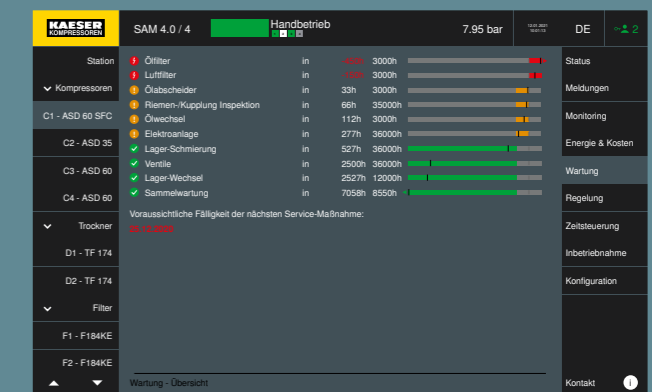 KAESER
KOMPRESSOREN
SAM 4.0 / 4
Handbetrieb
7.95 bar
DE
2
Station
Kompressoren
C1 - ASD 60 SFC
C2 - ASD 35
C3 - ASD 60
C4 - ASD 60
Trockner
D1 - TF 174
D2 - TF 174
Filter
F1 - F184KE
F2 - F184KE
Ölfilter in 3000h
Luftfilter in 3000h
Ölabscheider in 33h 3000h
Riemen-/Kupplung Inspektion in 66h 35000h
Ölwechsel in 112h 3000h
Elektroanlage in 277h 36000h
Lager-Schmierung in 527h 36000h
Ventile in 2500h 36000h
Lager-Wechsel in 2527h 12000h
Sammelwartung in 7058h 8550h
Voraussichtliche Fälligkeit der nächsten Service-Maßnahme:
Wartung - Übersicht
Status
Meldungen
Monitoring
Energie & Kosten
Wartung
Regelung
Zeitsteuerung
Inbetriebnahme
Konfiguration
Kontakt
i